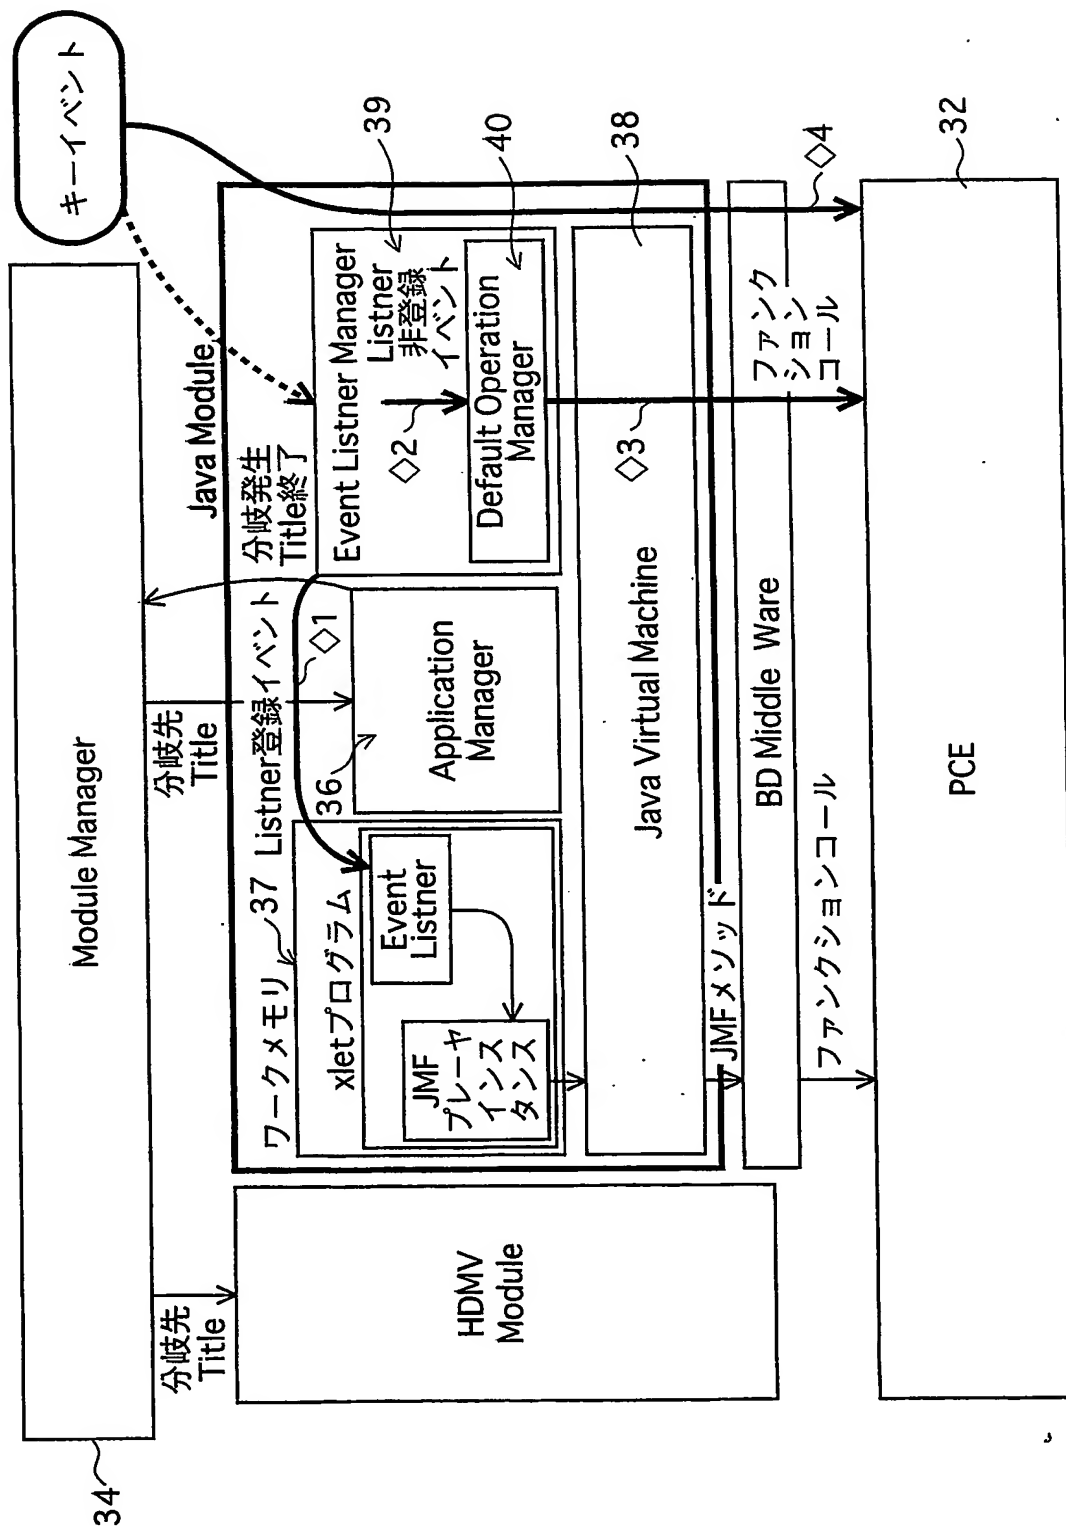 34
Module Manager
キーイベント
分岐先
Title
分岐先
Title
Java Module
分岐発生
Title終了
ワークメモリ
37
Listner登録イベント
◇1
xletプログラム
36
Event Listner Manager
39
Listner
非登録
イベント
◇2
Event
Listner
Application
Manager
Default Operation
Manager
40
JMF
プレーヤ
インス
タンス
HDMV
Module
Java Virtual Machine
◇3
38
JMFメソッド
BD Middle Ware
ファンク
ション
コール
ファンクションコール
◇4
PCE
32